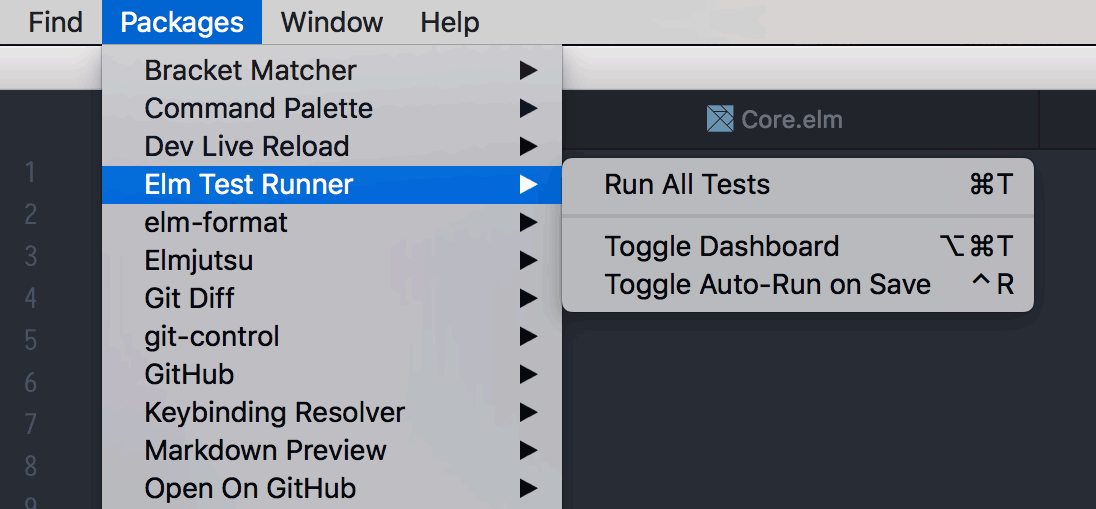 Find Packages Window Help
Bracket Matcher ▶
Command Palette ▶
Core.elm
Dev Live Reload ▶
1
Elm Test Runner ▶
Run All Tests ⌘T
2
elm-format ▶
Toggle Dashboard ⌥⌘T
3
Elmjutsu ▶
Toggle Auto-Run on Save ^R
4
Git Diff ▶
5
git-control ▶
6
GitHub ▶
7
Keybinding Resolver ▶
8
Markdown Preview ▶
9
Open On GitHub ▶